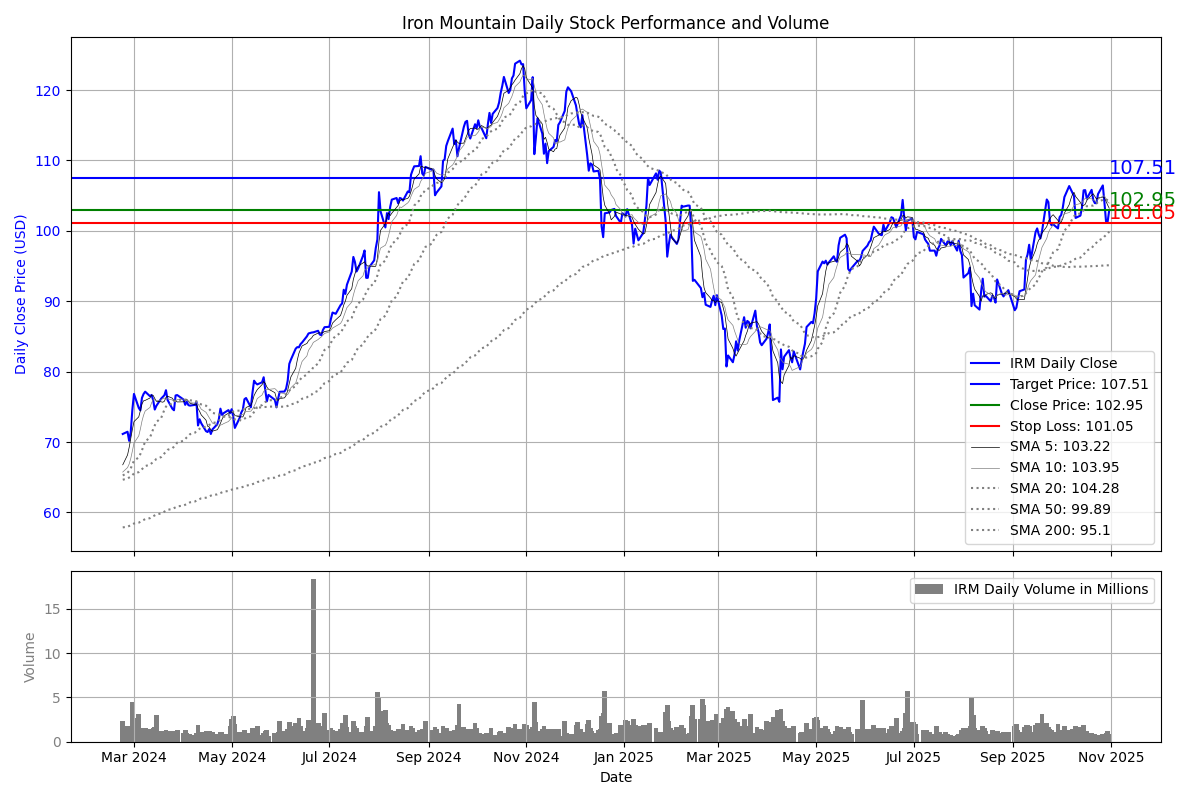 Iron Mountain Daily Stock Performance and Volume
Daily Close Price (USD)
120
110
100
90
80
70
60
107.51
102.95
101.05
IRM Daily Close
Target Price: 107.51
Close Price: 102.95
Stop Loss: 101.05
SMA 5: 103.22
SMA 10: 103.95
SMA 20: 104.28
SMA 50: 99.89
SMA 200: 95.1
Volume
15
10
5
0
IRM Daily Volume in Millions
Mar 2024 May 2024 Jul 2024 Sep 2024 Nov 2024 Jan 2025 Mar 2025 May 2025 Jul 2025 Sep 2025 Nov 2025
Date